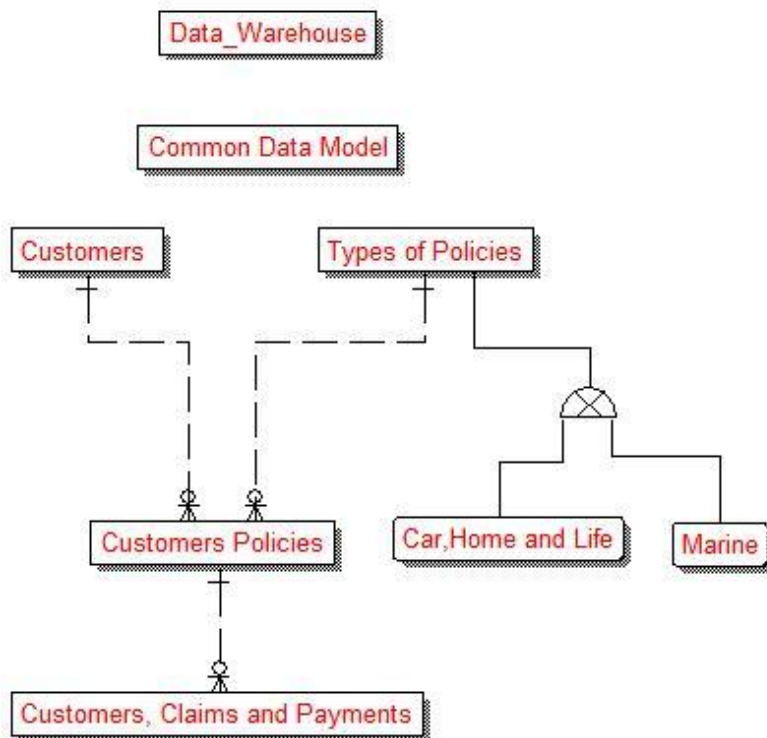 Data_Warehouse
Common Data Model
Customers
Types of Policies
Customers Policies
Car,Home and Life
Marine
Customers, Claims and Payments